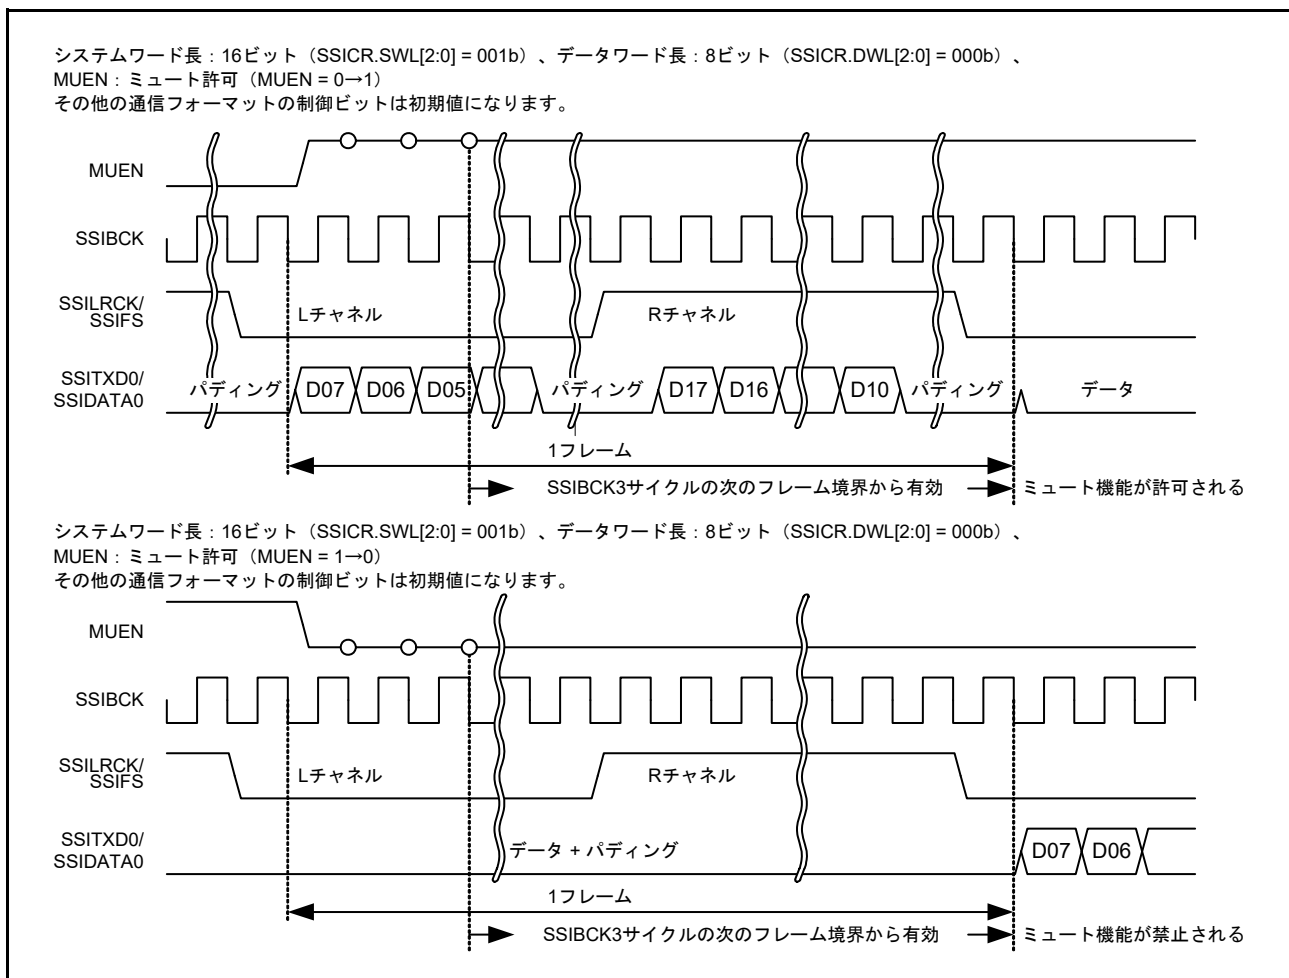 システムワード長：16ビット（SSICR.SWL[2:0] = 001b）、データワード長：8ビット（SSICR.DWL[2:0] = 000b）、
MUEN：ミュート許可（MUEN = 0→1）
その他の通信フォーマットの制御ビットは初期値になります。
MUEN
SSIBCK
SSILRCK/
SSIFS
Lチャネル
Rチャネル
SSITXD0/
SSIDATA0
パディング
D07
D06
D05
パディング
D17
D16
D10
パディング
データ
1フレーム
SSIBCK3サイクルの次のフレーム境界から有効
ミュート機能が許可される
システムワード長：16ビット（SSICR.SWL[2:0] = 001b）、データワード長：8ビット（SSICR.DWL[2:0] = 000b）、
MUEN：ミュート許可（MUEN = 1→0）
その他の通信フォーマットの制御ビットは初期値になります。
MUEN
SSIBCK
SSILRCK/
SSIFS
Lチャネル
Rチャネル
SSITXD0/
SSIDATA0
データ + パディング
D07
D06
1フレーム
SSIBCK3サイクルの次のフレーム境界から有効
ミュート機能が禁止される